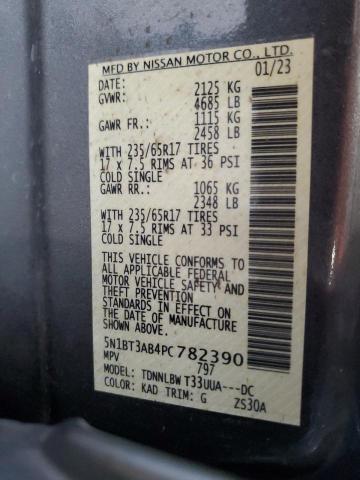 MFD BY NISSAN MOTOR CO., LTD.
DATE: 01/23
GVWR: 2125 KG
4685 LB
GAWR FR.: 1115 KG
2458 LB
WITH 235/65R17 TIRES
17 x 7.5 RIMS AT 36 PSI
COLD SINGLE
GAWR RR.: 1065 KG
2348 LB
WITH 235/65R17 TIRES
17 x 7.5 RIMS AT 33 PSI
COLD SINGLE
THIS VEHICLE CONFORMS TO
ALL APPLICABLE FEDERAL
MOTOR VEHICLE SAFETY AND
THEFT PREVENTION
STANDARDS IN EFFECT ON
THE DATE OF MANUFACTURE
SHOWN ABOVE.
5N1BT3AB4PC782390
MPV 797
MODEL: TDNNLBW T33UUA---DC
COLOR: KAD TRIM: G ZS30A